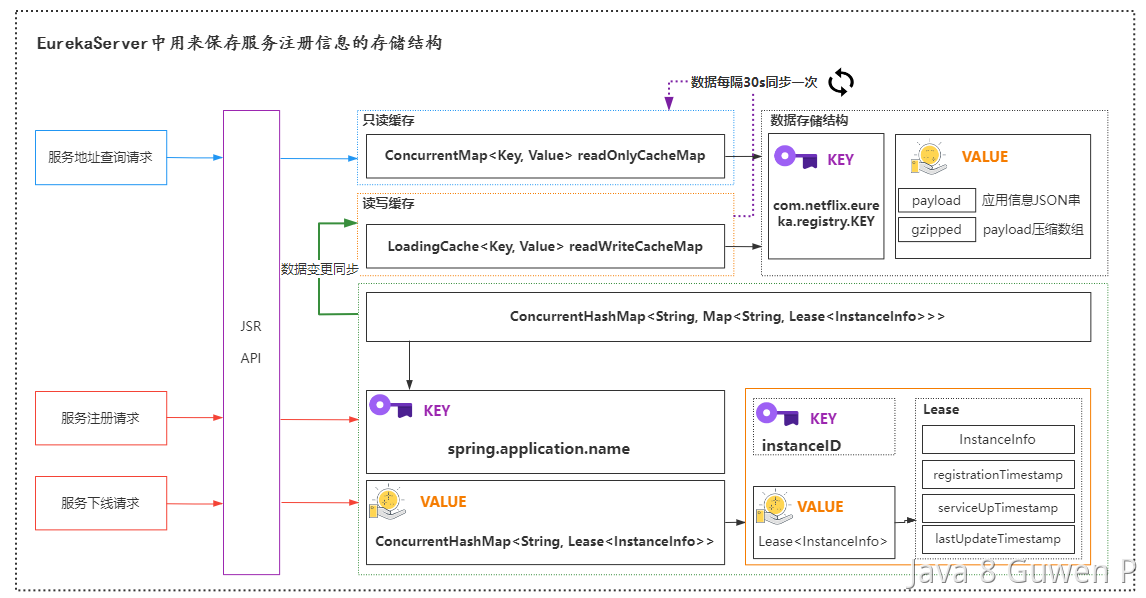 EurekaServer中用来保存服务注册信息的存储结构
数据每隔30s同步一次
服务地址查询请求
服务注册请求
服务下线请求
JSR
API
只读缓存
ConcurrentMap<Key, Value> readOnlyCacheMap
读写缓存
LoadingCache<Key, Value> readWriteCacheMap
数据变更同步
数据存储结构
KEY
com.netflix.eure
ka.registry.KEY
VALUE
payload 应用信息JSON串
gzipped payload压缩数组
ConcurrentHashMap<String, Map<String, Lease<InstanceInfo>>>
KEY
spring.application.name
VALUE
ConcurrentHashMap<String, Lease<InstanceInfo>>
KEY
instanceID
VALUE
Lease<InstanceInfo>
Lease
InstanceInfo
registrationTimestamp
serviceUpTimestamp
lastUpdateTimestamp
Java 8 Guwen P